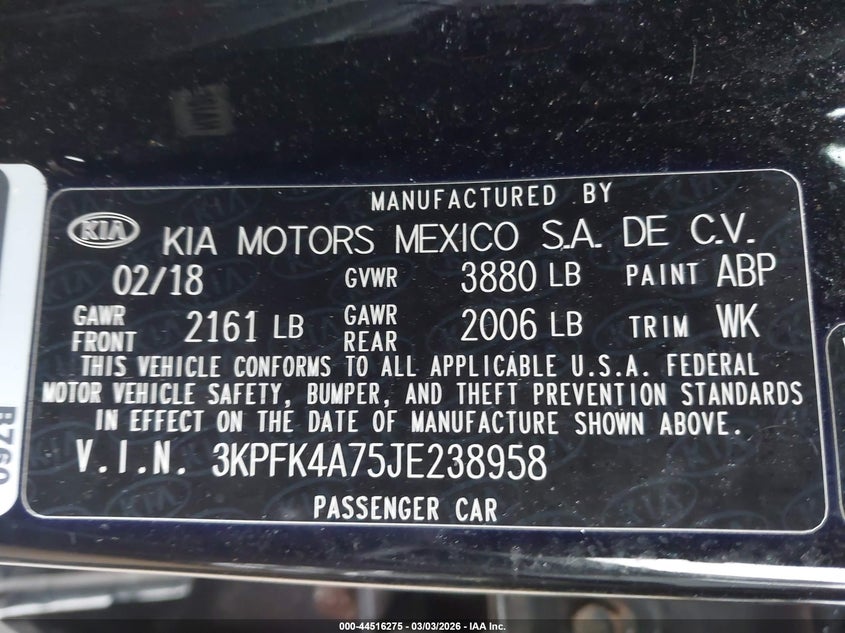 MANUFACTURED BY
KIA KIA MOTORS MEXICO S.A. DE C.V.
02/18 GVWR 3880 LB PAINT ABP
GAWR FRONT 2161 LB GAWR REAR 2006 LB TRIM WK
THIS VEHICLE CONFORMS TO ALL APPLICABLE U.S.A. FEDERAL
MOTOR VEHICLE SAFETY, BUMPER, AND THEFT PREVENTION STANDARDS
IN EFFECT ON THE DATE OF MANUFACTURE SHOWN ABOVE.
V.I.N. 3KPFK4A75JE238958
PASSENGER CAR
000-44516275 - 03/03/2026 - IAA Inc.